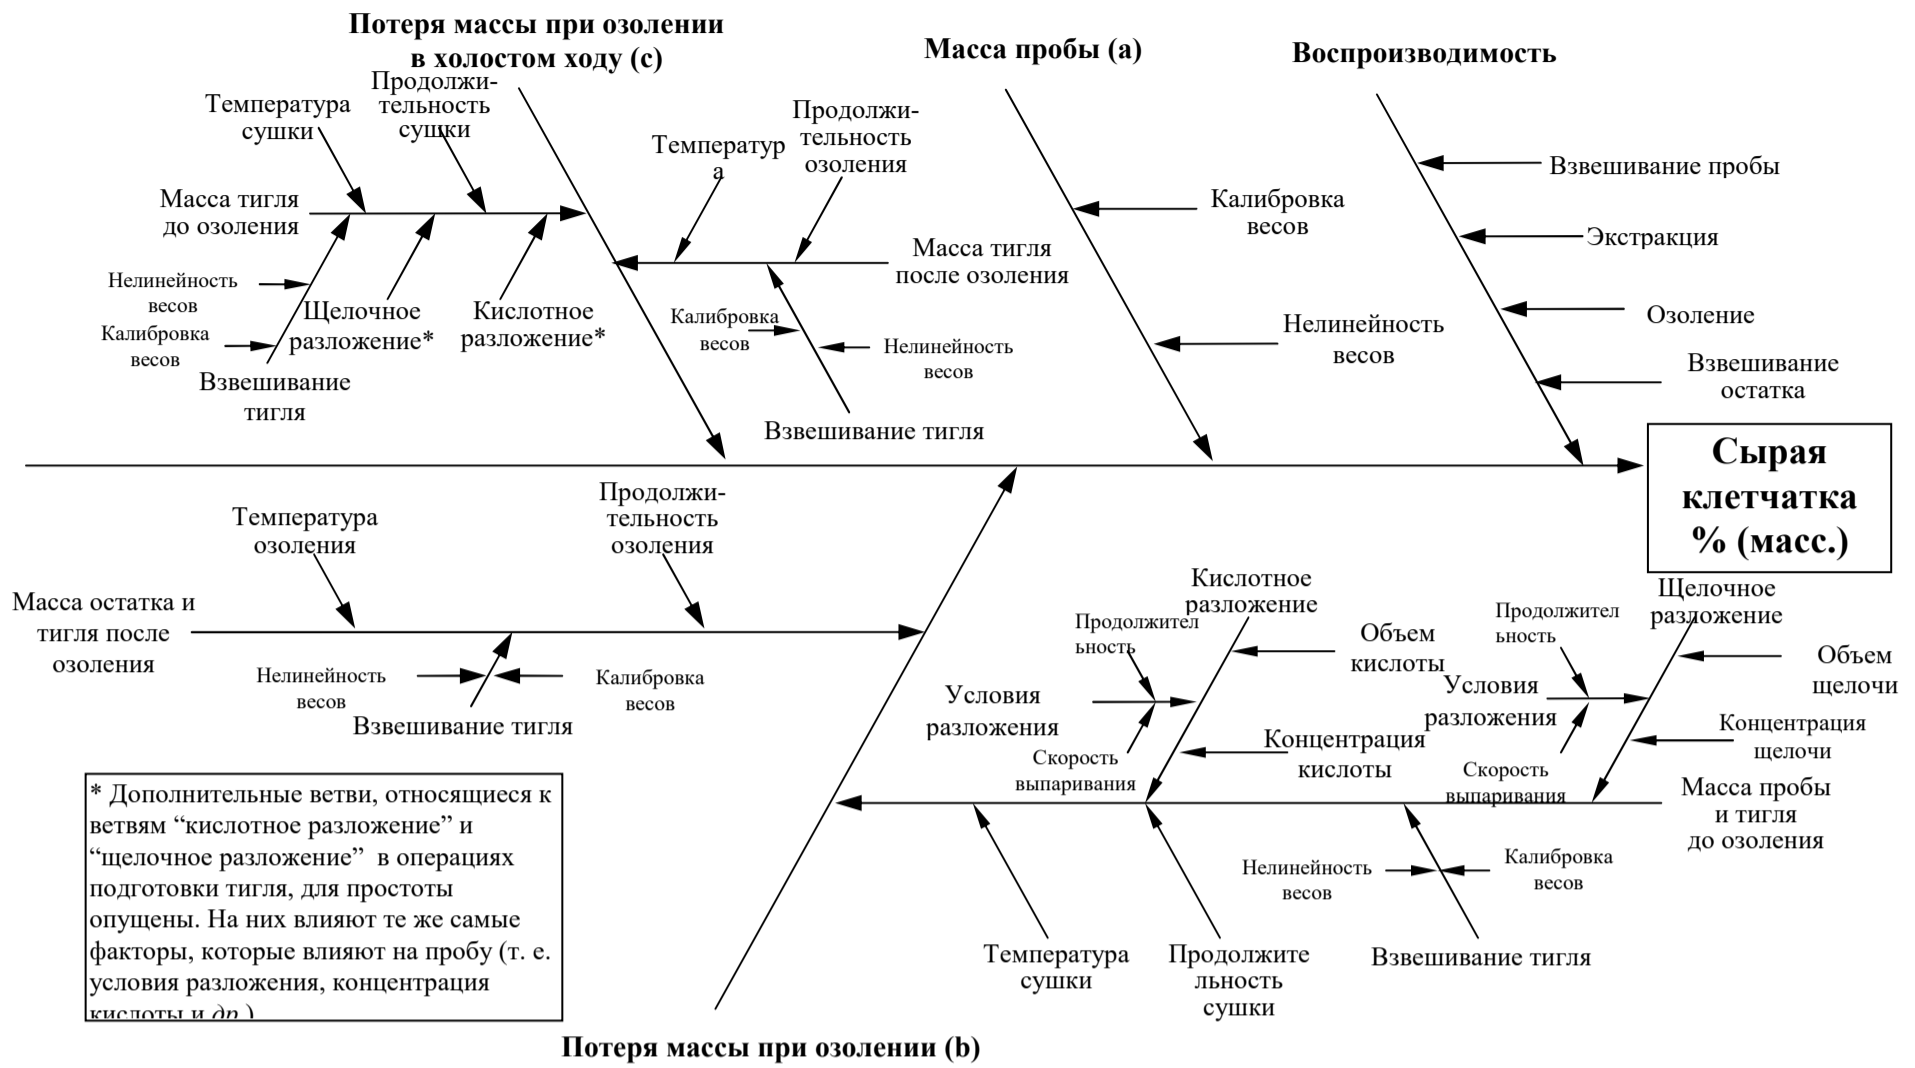 Потеря массы при озолении
в холостом ходу (с)
Масса пробы (а)
Воспроизводимость
Температура
сушки
Продолжи-
тельность
сушки
Масса тигля
до озоления
Нелинейность
весов
Калибровка
весов
Щелочное
разложение*
Кислотное
разложение*
Взвешивание
тигля
Температур
а
Продолжи-
тельность
озоления
Масса тигля
после озоления
Калибровка
весов
Нелинейность
весов
Взвешивание тигля
Калибровка
весов
Нелинейность
весов
Взвешивание пробы
Экстракция
Озоление
Взвешивание
остатка
Сырая
клетчатка
% (масс.)
Температура
озоления
Продолжи-
тельность
озоления
Масса остатка и
тигля после
озоления
Нелинейность
весов
Калибровка
весов
Взвешивание тигля
Кислотное
разложение
Продолжител
ьность
Объем
кислоты
Условия
разложения
Концентрация
кислоты
Скорость
выпаривания
Щелочное
разложение
Продолжител
ьность
Объем
щелочи
Условия
разложения
Концентрация
щелочи
Скорость
выпаривания
Масса пробы
и тигля
до озоления
Нелинейность
весов
Калибровка
весов
Температура
сушки
Продолжите
льность
сушки
Взвешивание тигля
* Дополнительные ветви, относящиеся к
ветвям “кислотное разложение” и
“щелочное разложение” в операциях
подготовки тигля, для простоты
опущены. На них влияют те же самые
факторы, которые влияют на пробу (т. е.
условия разложения, концентрация
кислоты и др.)
Потеря массы при озолении (b)